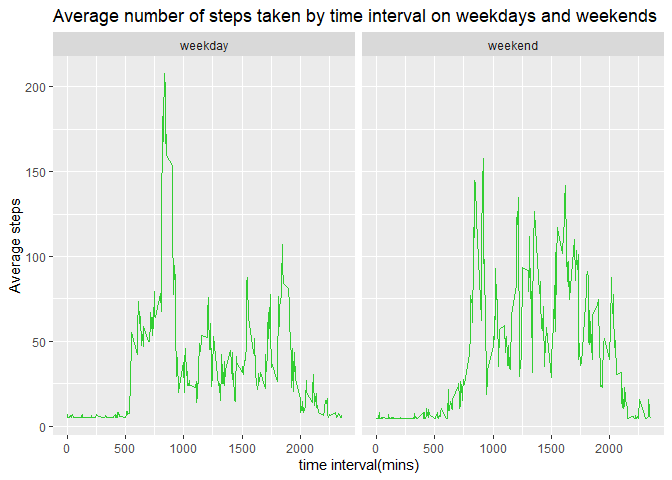 Average number of steps taken by time interval on weekdays and weekends
weekday
weekend
Average steps
200
150
100
50
0
0 500 1000 1500 2000
0 500 1000 1500 2000
time interval(mins)